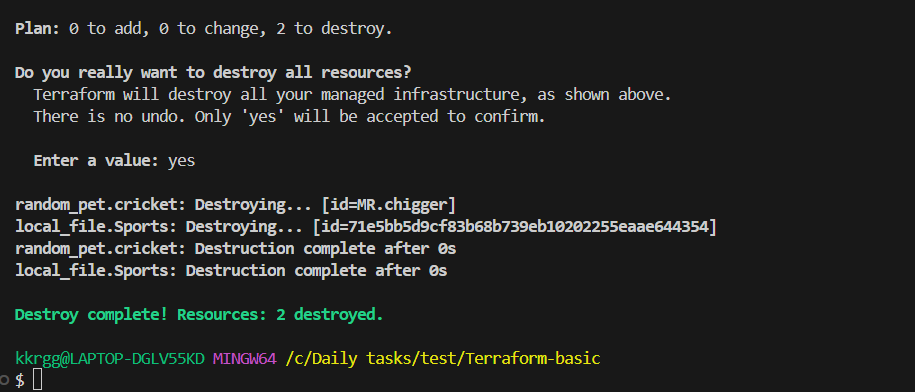 Plan: 0 to add, 0 to change, 2 to destroy.
Do you really want to destroy all resources?
Terraform will destroy all your managed infrastructure, as shown above.
There is no undo. Only 'yes' will be accepted to confirm.
Enter a value: yes
random_pet.cricket: Destroying... [id=MR.chigger]
local_file.Sports: Destroying... [id=71e5bb5d9cf83b68b739eb10202255eaae644354]
random_pet.cricket: Destruction complete after 0s
local_file.Sports: Destruction complete after 0s
Destroy complete! Resources: 2 destroyed.
kkrgg@LAPTOP-DGLV55KD MINGW64 /c/Daily tasks/test/Terraform-basic
$